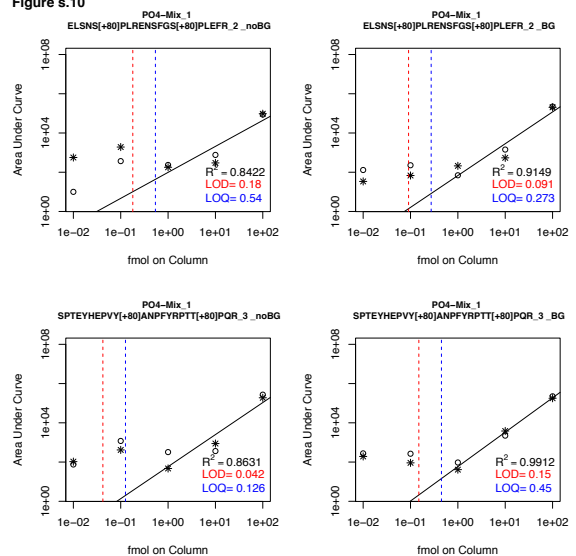 Figure s.10
PO4−Mix_1
ELSNS[+80]PLRENSFGS[+80]PLEFR_2 _noBG
Area Under Curve
1e+00 1e+04 1e+08
R2 = 0.8422
LOD= 0.18
LOQ= 0.54
1e−02 1e−01 1e+00 1e+01 1e+02
fmol on Column
PO4−Mix_1
ELSNS[+80]PLRENSFGS[+80]PLEFR_2 _BG
Area Under Curve
1e+00 1e+04 1e+08
R2 = 0.9149
LOD= 0.091
LOQ= 0.273
1e−02 1e−01 1e+00 1e+01 1e+02
fmol on Column
PO4−Mix_1
SPTEYHEPVY[+80]ANPFYRPTT[+80]PQR_3 _noBG
Area Under Curve
1e+00 1e+04 1e+08
R2 = 0.8631
LOD= 0.042
LOQ= 0.126
1e−02 1e−01 1e+00 1e+01 1e+02
fmol on Column
PO4−Mix_1
SPTEYHEPVY[+80]ANPFYRPTT[+80]PQR_3 _BG
Area Under Curve
1e+00 1e+04 1e+08
R2 = 0.9912
LOD= 0.15
LOQ= 0.45
1e−02 1e−01 1e+00 1e+01 1e+02
fmol on Column